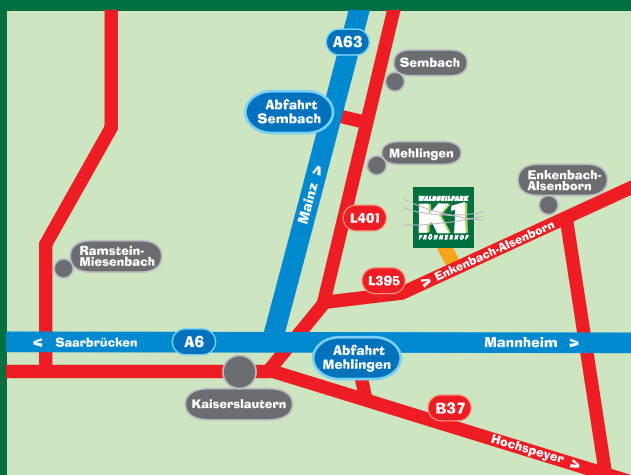 A63
Sembach
Abfahrt
Sembach
Mehlingen
Enkenbach-
Alsenborn
Mainz >
WALDSEILPARK
K1
FRÖHNERHOF
L401
> Enkenbach-Alsenborn
Ramstein-
Miesenbach
L395
< Saarbrücken
A6
Abfahrt
Mehlingen
Mannheim >
Kaiserslautern
B37
Hochspeyer >